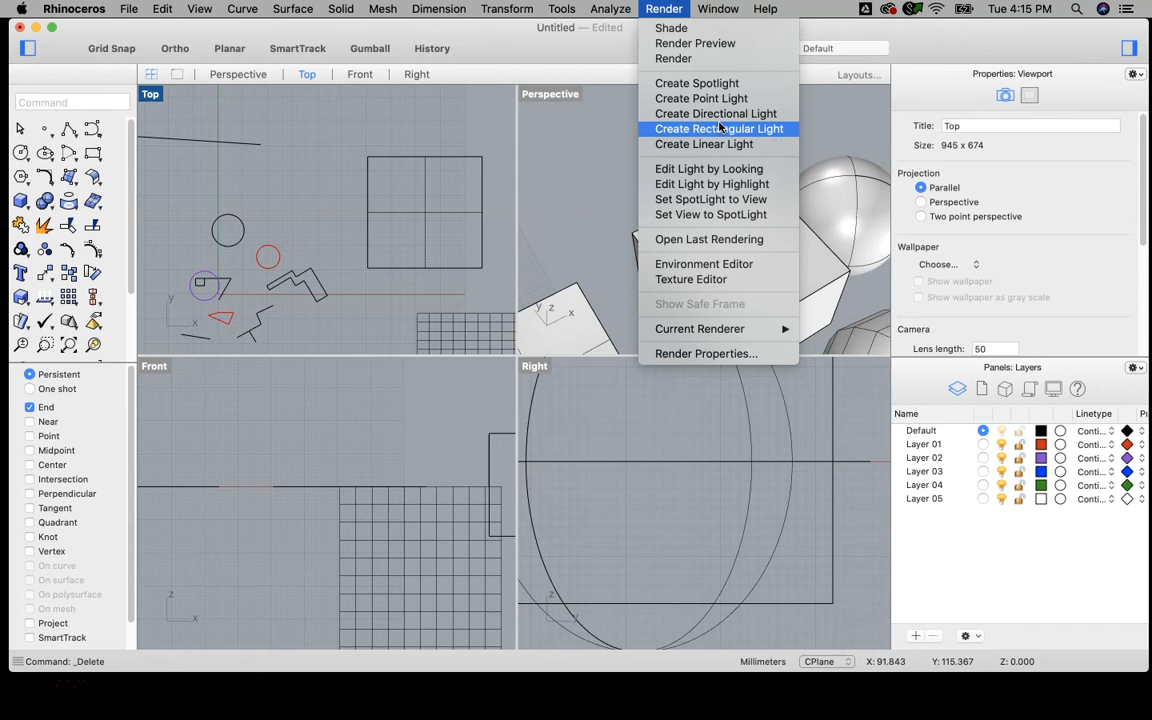 Rhinoceros File Edit View Curve Surface Solid Mesh Dimension Transform Tools Analyze Render Window Help Tue 4:15 PM
Untitled — Edited
Grid Snap Ortho Planar SmartTrack Gumball History Default
Perspective Top Front Right Layouts...
Command
Top
Perspective
Front
Right
y
x
y z x
z
x
z
y
Shade
Render Preview
Render
Create Spotlight
Create Point Light
Create Directional Light
Create Rectangular Light
Create Linear Light
Edit Light by Looking
Edit Light by Highlight
Set SpotLight to View
Set View to SpotLight
Open Last Rendering
Environment Editor
Texture Editor
Show Safe Frame
Current Renderer
Render Properties...
Properties: Viewport
Title: Top
Size: 945 x 674
Projection
Parallel
Perspective
Two point perspective
Wallpaper
Choose...
Show wallpaper
Show wallpaper as gray scale
Camera
Lens length: 50
Panels: Layers
Name Linetype Pr
Default Conti...
Layer 01 Conti...
Layer 02 Conti...
Layer 03 Conti...
Layer 04 Conti...
Layer 05 Conti...
Persistent
One shot
End
Near
Point
Midpoint
Center
Intersection
Perpendicular
Tangent
Quadrant
Knot
Vertex
On curve
On surface
On polysurface
On mesh
Project
SmartTrack
Command: _Delete Millimeters CPlane X: 91.843 Y: 115.367 Z: 0.000